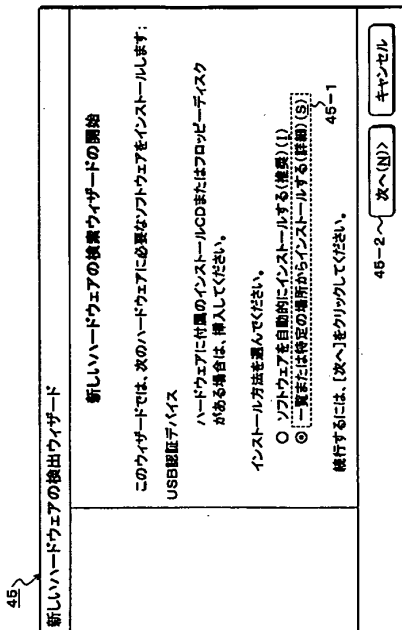 45
新しいハードウェアの検出ウィザード
新しいハードウェアの検索ウィザードの開始
このウィザードでは、次のハードウェアに必要なソフトウェアをインストールします:
USB認証デバイス
ハードウェアに付属のインストールCDまたはフロッピーディスク
がある場合は、挿入してください。
インストール方法を選んでください。
○ ソフトウェアを自動的にインストールする(推奨)(I)
◎ 一覧または特定の場所からインストールする(詳細)(S)
45-1
続行するには、[次へ]をクリックしてください。
45-2
次へ(N)>
キャンセル